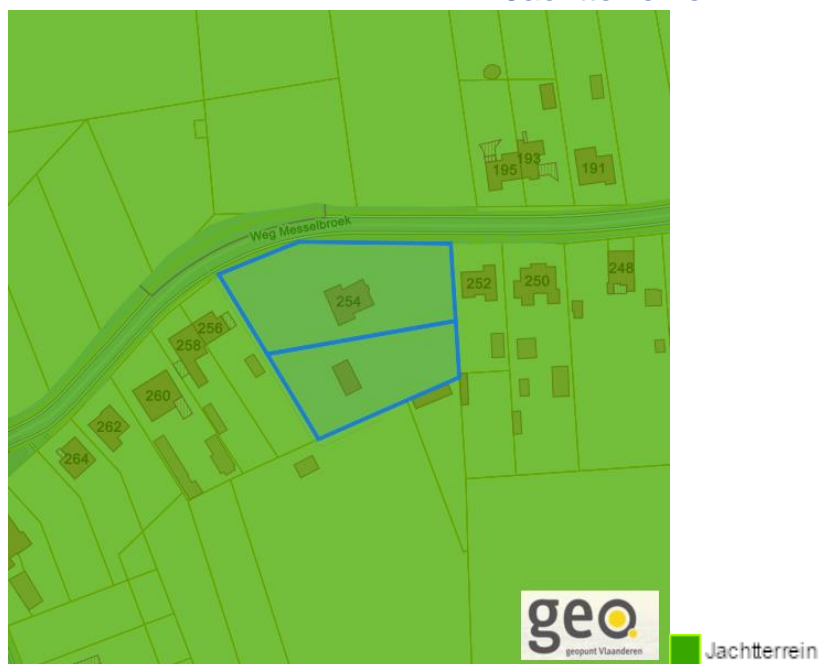 195 193 191
Weg Messelbroek
254 252 250 248
256
258
260
262
264
geo.
geopunt Vlaanderen
Jachtterrein